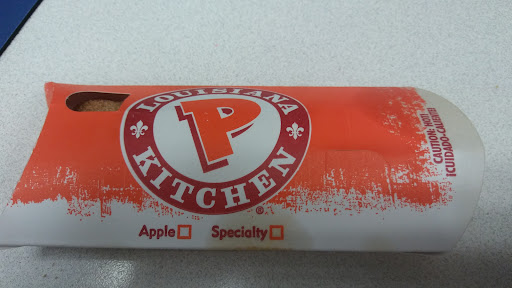 LOUISIANA
P
KITCHEN
®
Apple Specialty
CAUTION: HOT!
¡CUIDADO-CALIENTE!